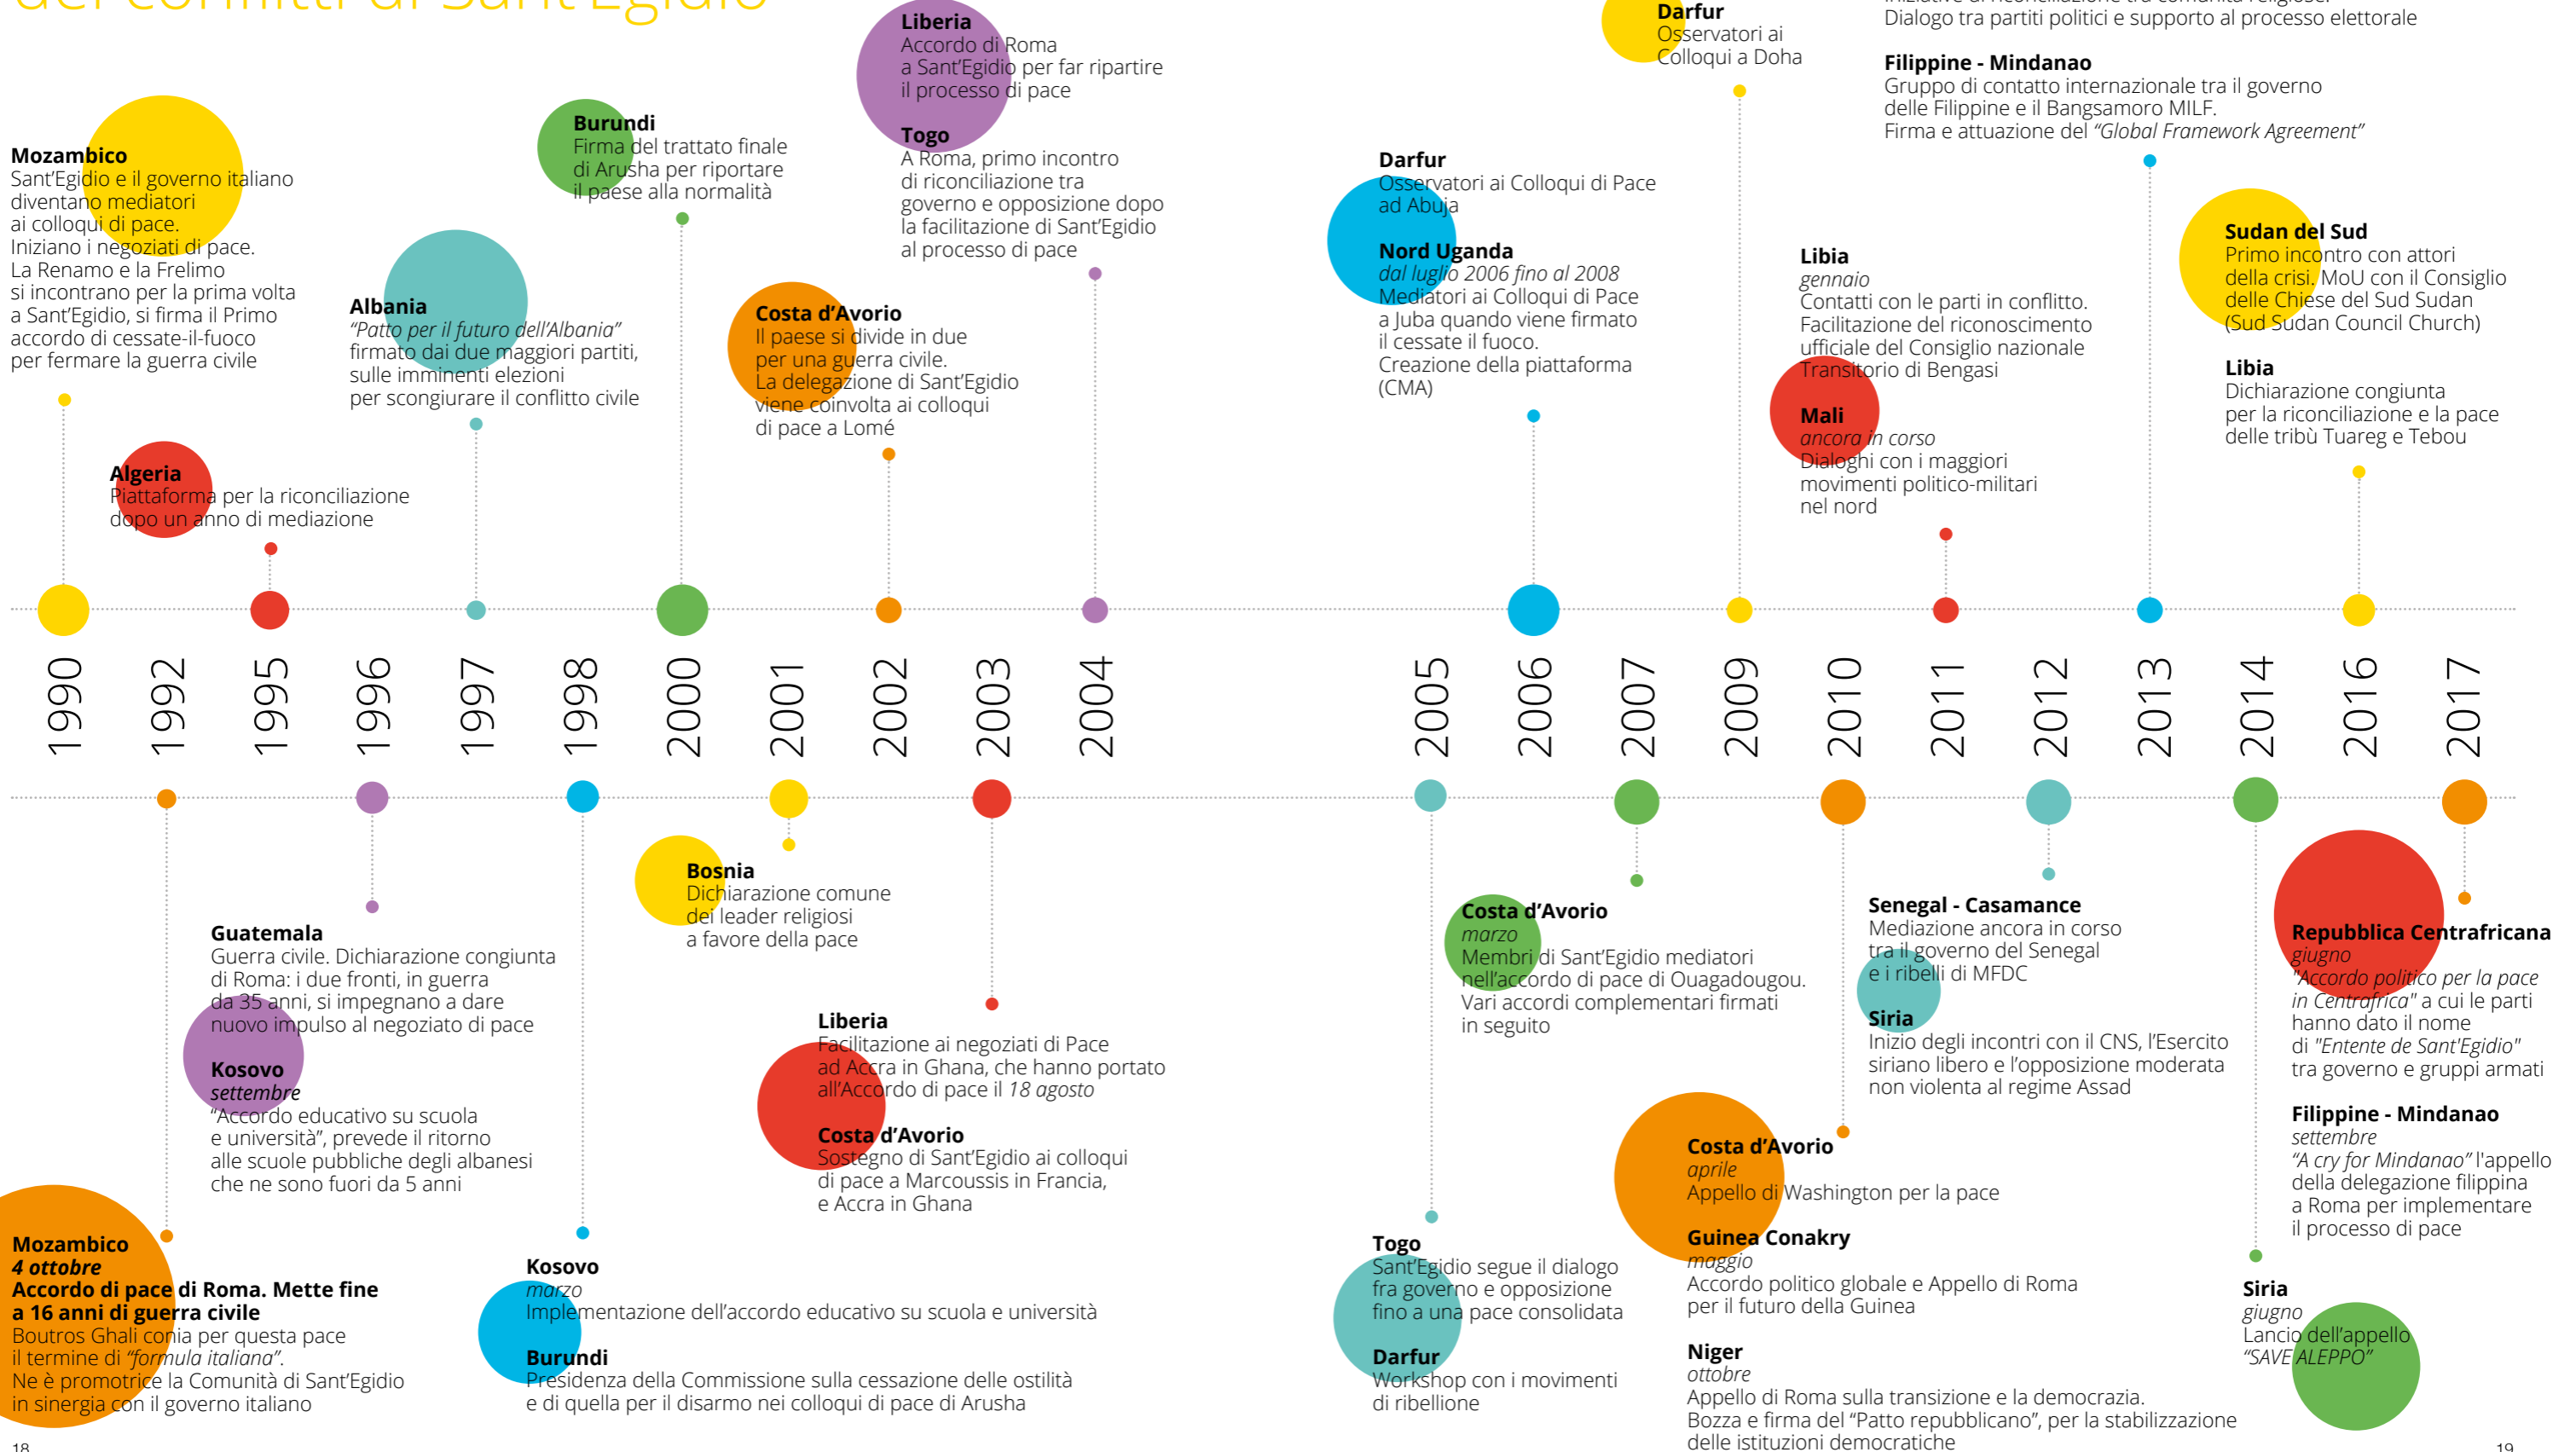 dei conflitti di Sant'Egidio
Mozambico
Sant'Egidio e il governo italiano
diventano mediatori
ai colloqui di pace.
Iniziano i negoziati di pace.
La Renamo e la Frelimo
si incontrano per la prima volta
a Sant'Egidio, si firma il Primo
accordo di cessate-il-fuoco
per fermare la guerra civile
Algeria
Piattaforma per la riconciliazione
dopo un anno di mediazione
Albania
"Patto per il futuro dell'Albania"
firmato dai due maggiori partiti,
sulle imminenti elezioni
per scongiurare il conflitto civile
Burundi
Firma del trattato finale
di Arusha per riportare
il paese alla normalità
Costa d'Avorio
Il paese si divide in due
per una guerra civile.
La delegazione di Sant'Egidio
viene coinvolta ai colloqui
di pace a Lomé
Liberia
Accordo di Roma
a Sant'Egidio per far ripartire
il processo di pace
Togo
A Roma, primo incontro
di riconciliazione tra
governo e opposizione dopo
la facilitazione di Sant'Egidio
al processo di pace
Darfur
Osservatori ai Colloqui di Pace
ad Abuja
Nord Uganda
dal luglio 2006 fino al 2008
Mediatori ai Colloqui di Pace
a Juba quando viene firmato
il cessate il fuoco.
Creazione della piattaforma
(CMA)
Darfur
Osservatori ai
Colloqui a Doha
Libia
gennaio
Contatti con le parti in conflitto.
Facilitazione del riconoscimento
ufficiale del Consiglio nazionale
Transitorio di Bengasi
Mali
ancora in corso
Dialoghi con i maggiori
movimenti politico-militari
nel nord
Iniziative di riconciliazione tra comunità religiose.
Dialogo tra partiti politici e supporto al processo elettorale
Filippine - Mindanao
Gruppo di contatto internazionale tra il governo
delle Filippine e il Bangsamoro MILF.
Firma e attuazione del "Global Framework Agreement"
Sudan del Sud
Primo incontro con attori
della crisi. MoU con il Consiglio
delle Chiese del Sud Sudan
(Sud Sudan Council Church)
Libia
Dichiarazione congiunta
per la riconciliazione e la pace
delle tribù Tuareg e Tebou
1990
1992
1995
1996
1997
1998
2000
2001
2002
2003
2004
2005
2006
2007
2009
2010
2011
2012
2013
2014
2016
2017
Mozambico
4 ottobre
Accordo di pace di Roma. Mette fine
a 16 anni di guerra civile
Boutros Ghali conia per questa pace
il termine di "formula italiana".
Ne è promotrice la Comunità di Sant'Egidio
in sinergia con il governo italiano
Guatemala
Guerra civile. Dichiarazione congiunta
di Roma: i due fronti, in guerra
da 35 anni, si impegnano a dare
nuovo impulso al negoziato di pace
Kosovo
settembre
"Accordo educativo su scuola
e università", prevede il ritorno
alle scuole pubbliche degli albanesi
che ne sono fuori da 5 anni
Kosovo
marzo
Implementazione dell'accordo educativo su scuola e università
Burundi
Presidenza della Commissione sulla cessazione delle ostilità
e di quella per il disarmo nei colloqui di pace di Arusha
Bosnia
Dichiarazione comune
dei leader religiosi
a favore della pace
Liberia
Facilitazione ai negoziati di Pace
ad Accra in Ghana, che hanno portato
all'Accordo di pace il 18 agosto
Costa d'Avorio
Sostegno di Sant'Egidio ai colloqui
di pace a Marcoussis in Francia,
e Accra in Ghana
Togo
Sant'Egidio segue il dialogo
fra governo e opposizione
fino a una pace consolidata
Darfur
Workshop con i movimenti
di ribellione
Costa d'Avorio
marzo
Membri di Sant'Egidio mediatori
nell'accordo di pace di Ouagadougou.
Vari accordi complementari firmati
in seguito
Costa d'Avorio
aprile
Appello di Washington per la pace
Guinea Conakry
maggio
Accordo politico globale e Appello di Roma
per il futuro della Guinea
Niger
ottobre
Appello di Roma sulla transizione e la democrazia.
Bozza e firma del "Patto repubblicano", per la stabilizzazione
delle istituzioni democratiche
Senegal - Casamance
Mediazione ancora in corso
tra il governo del Senegal
e i ribelli di MFDC
Siria
Inizio degli incontri con il CNS, l'Esercito
siriano libero e l'opposizione moderata
non violenta al regime Assad
Siria
giugno
Lancio dell'appello
"SAVE ALEPPO"
Repubblica Centrafricana
giugno
"Accordo politico per la pace
in Centrafrica" a cui le parti
hanno dato il nome
di "Entente de Sant'Egidio"
tra governo e gruppi armati
Filippine - Mindanao
settembre
"A cry for Mindanao" l'appello
della delegazione filippina
a Roma per implementare
il processo di pace
18
19